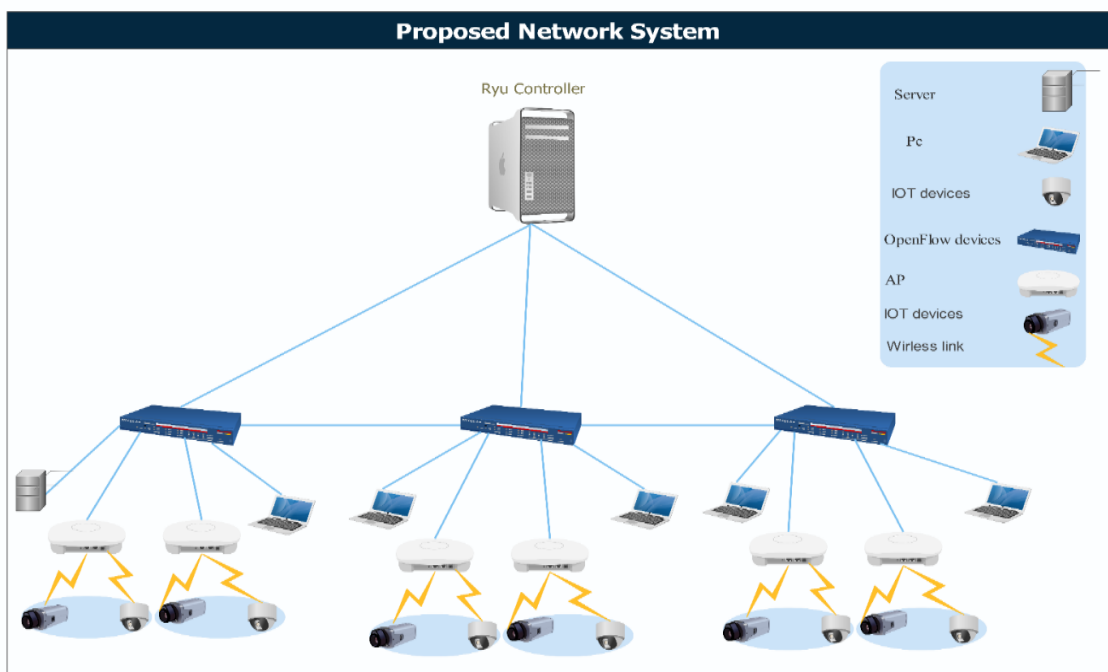 Proposed Network System
Ryu Controller
Server
Pc
IOT devices
OpenFlow devices
AP
IOT devices
Wirless link